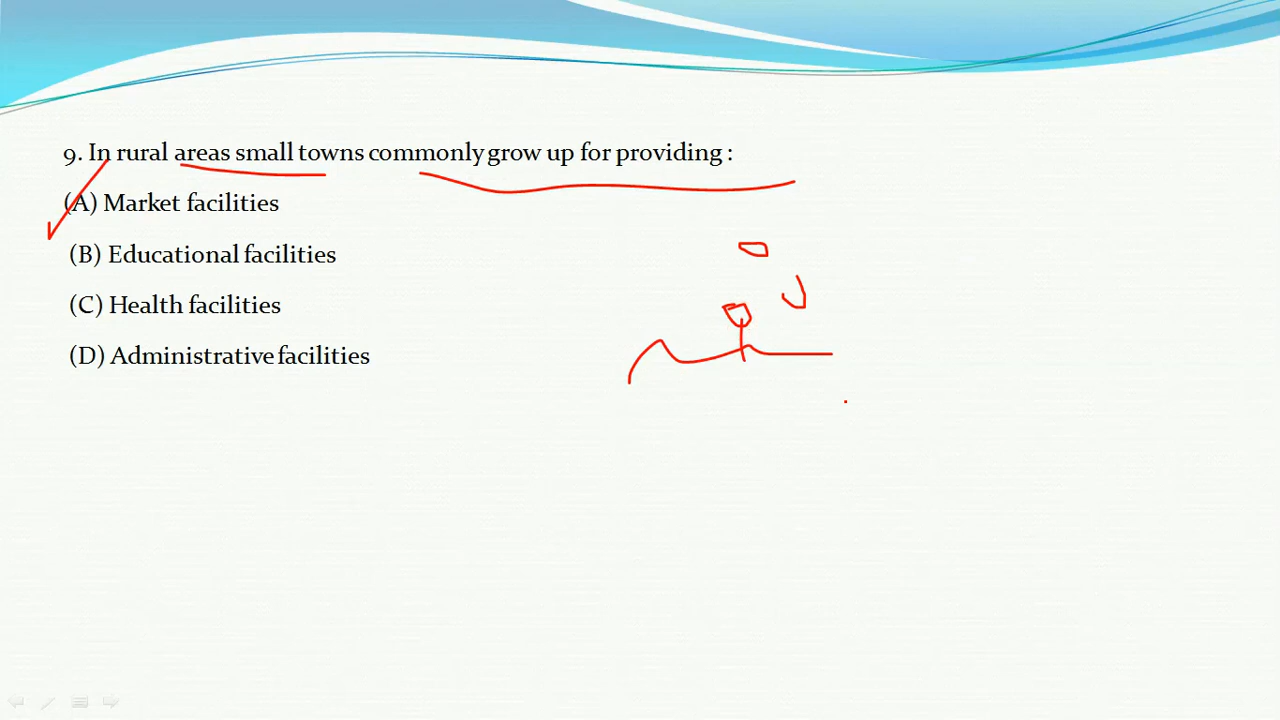 9. In rural areas small towns commonly grow up for providing :
(A) Market facilities
(B) Educational facilities
(C) Health facilities
(D) Administrative facilities